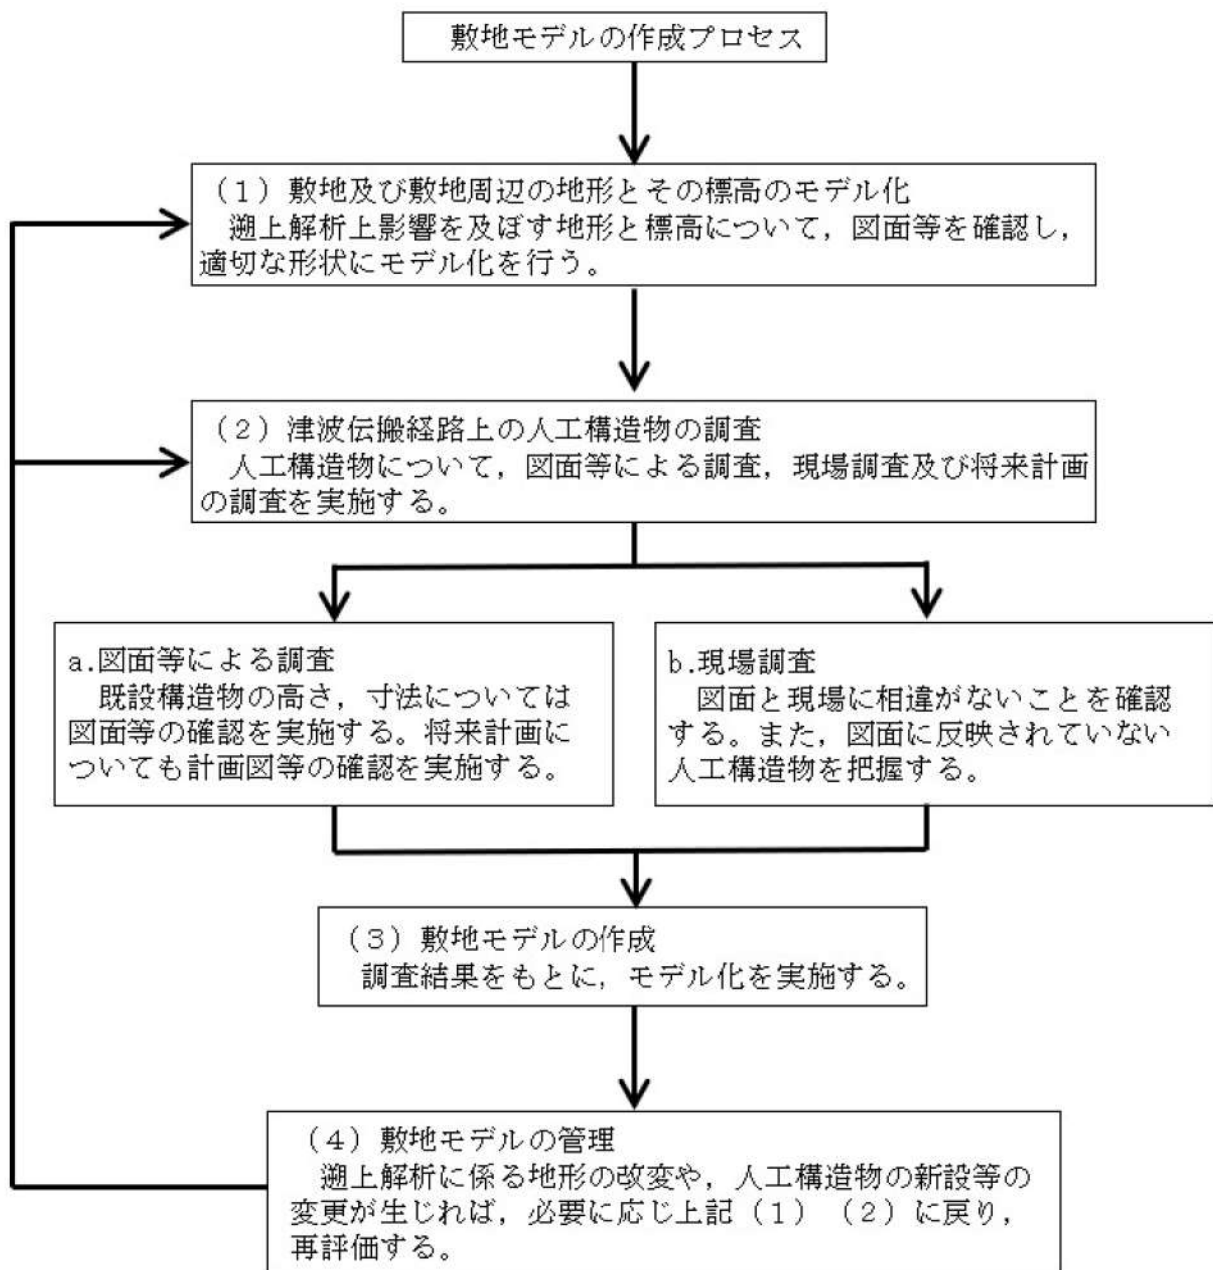 敷地モデルの作成プロセス
(1)敷地及び敷地周辺の地形とその標高のモデル化
遡上解析上影響を及ぼす地形と標高について,図面等を確認し,
適切な形状にモデル化を行う。
(2)津波伝搬経路上の人工構造物の調査
人工構造物について,図面等による調査,現場調査及び将来計画
の調査を実施する。
a.図面等による調査
既設構造物の高さ,寸法については
図面等の確認を実施する。将来計画に
ついても計画図等の確認を実施する。
b.現場調査
図面と現場に相違がないことを確認
する。また,図面に反映されていない
人工構造物を把握する。
(3)敷地モデルの作成
調査結果をもとに,モデル化を実施する。
(4)敷地モデルの管理
遡上解析に係る地形の改変や,人工構造物の新設等の
変更が生じれば,必要に応じ上記(1)(2)に戻り,
再評価する。